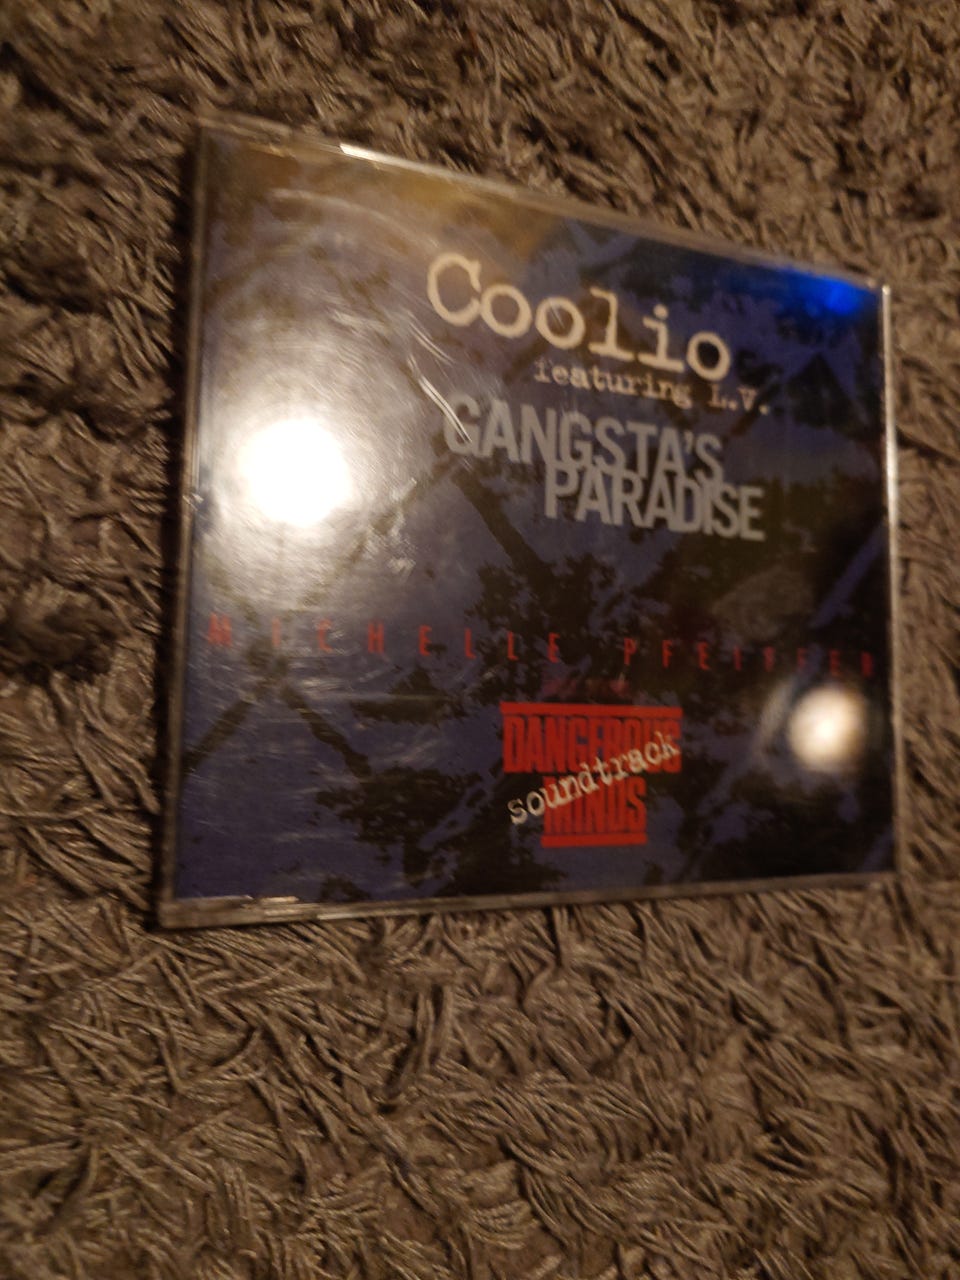 Coolio
featuring L.V.
GANGSTA'S
PARADISE
MICHELLE PFEIFFER
DANGEROUS
soundtrack
MINDS